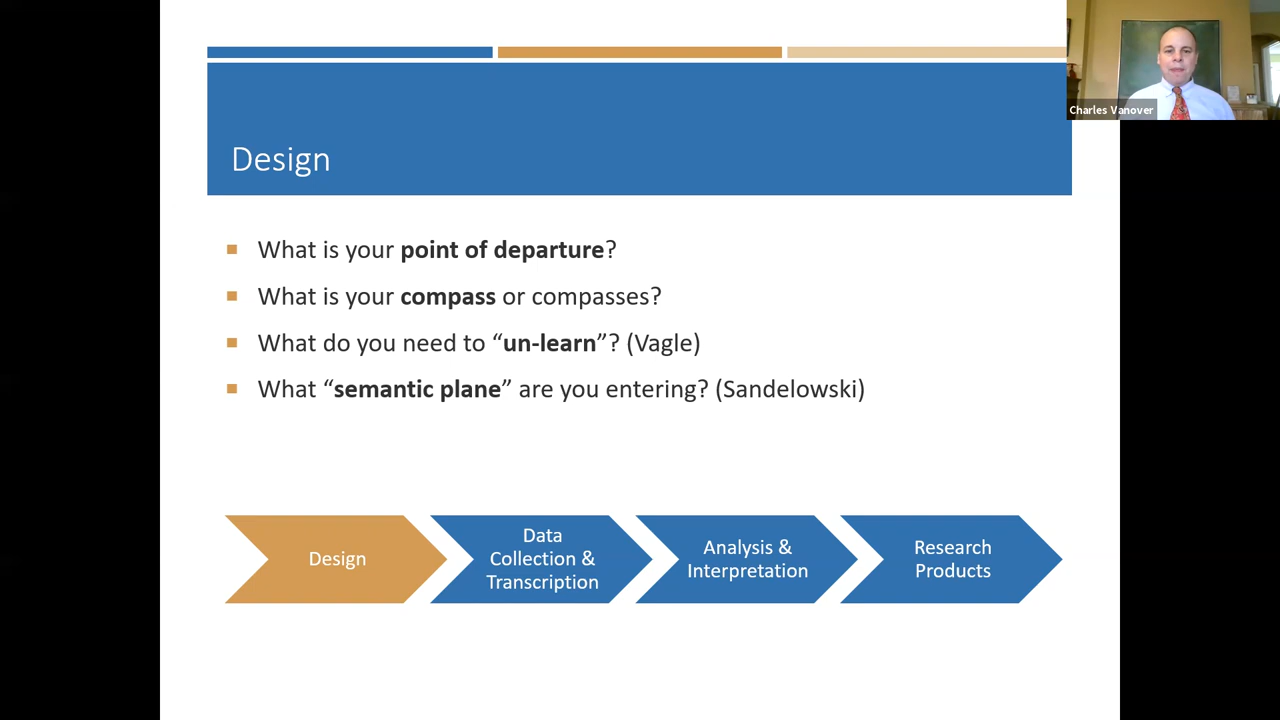 Charles Vanover
Design
What is your point of departure?
What is your compass or compasses?
What do you need to “un-learn”? (Vagle)
What “semantic plane” are you entering? (Sandelowski)
Design
Data
Collection &
Transcription
Analysis &
Interpretation
Research
Products